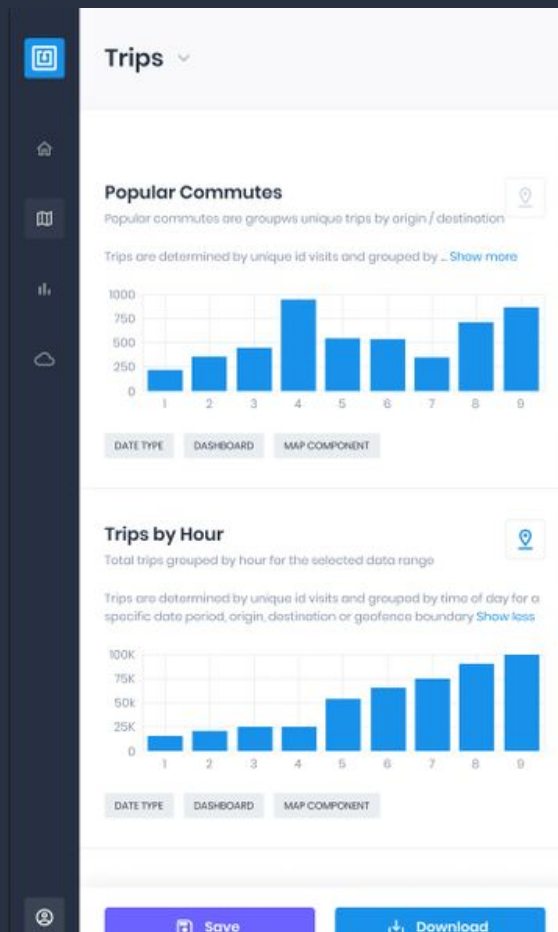 Trips
Popular Commutes
Popular commutes are groupws unique trips by origin / destination
Trips are determined by unique id visits and grouped by ... Show more
1000
750
500
250
0
1 2 3 4 5 6 7 8 9
DATE TYPE DASHBOARD MAP COMPONENT
Trips by Hour
Total trips grouped by hour for the selected data range
Trips are determined by unique id visits and grouped by time of day for a
specific date period, origin, destination or geofence boundary Show less
100K
75K
50K
25K
0
1 2 3 4 5 6 7 8 9
DATE TYPE DASHBOARD MAP COMPONENT
Save Download